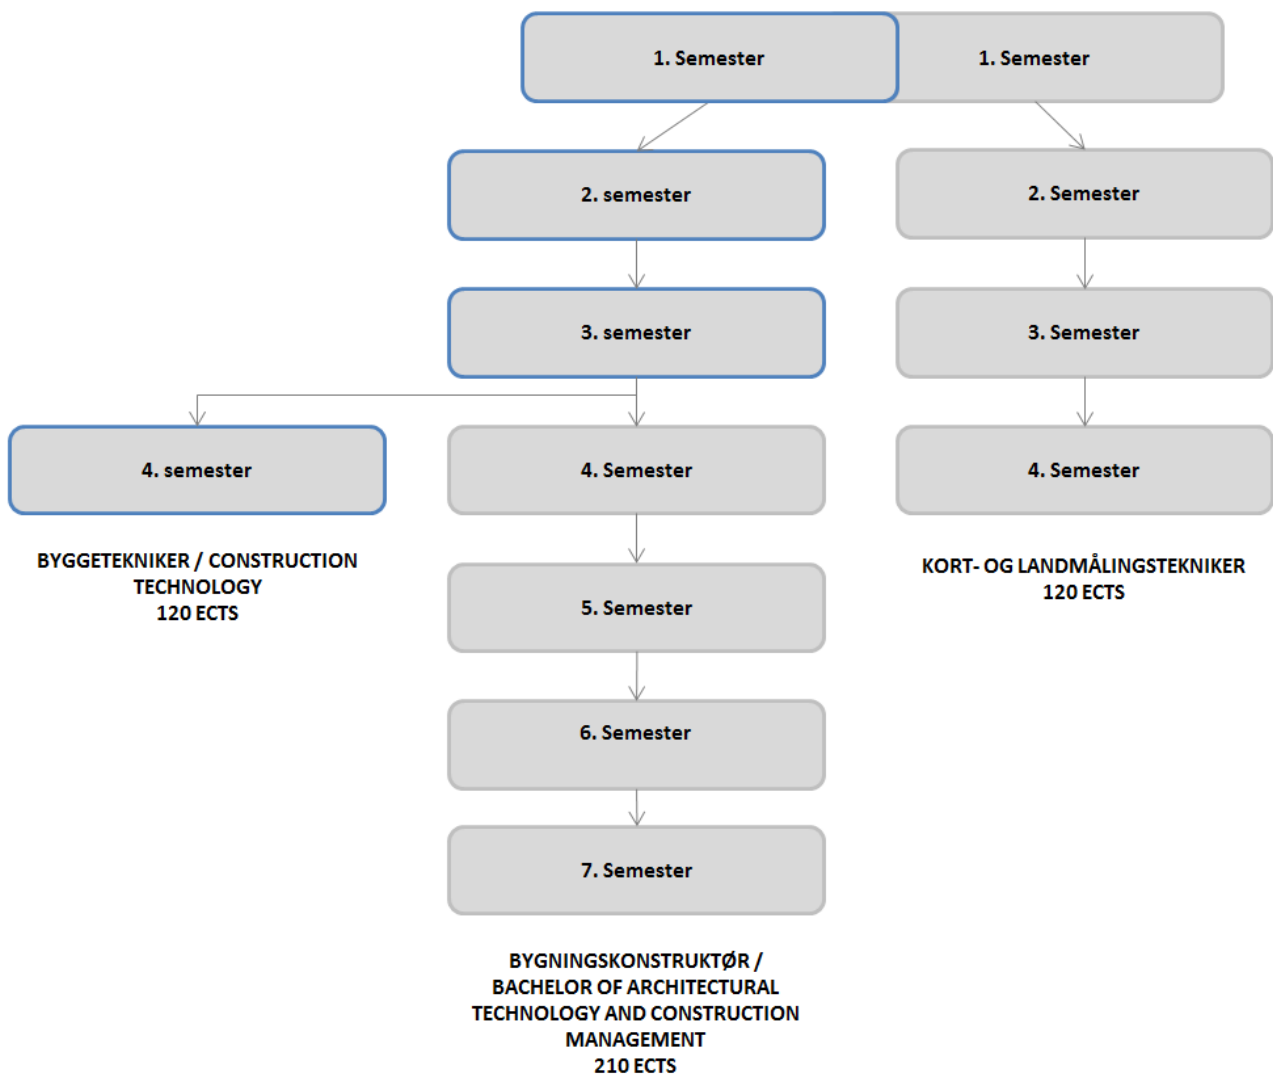 1. Semester
1. Semester
2. semester
2. Semester
3. semester
3. Semester
4. semester
4. Semester
4. Semester
BYGGETEKNIKER / CONSTRUCTION
TECHNOLOGY
120 ECTS
KORT- OG LANDMÅLINGSTEKNIKER
120 ECTS
5. Semester
6. Semester
7. Semester
BYGNINGSKONSTRUKTØR /
BACHELOR OF ARCHITECTURAL
TECHNOLOGY AND CONSTRUCTION
MANAGEMENT
210 ECTS